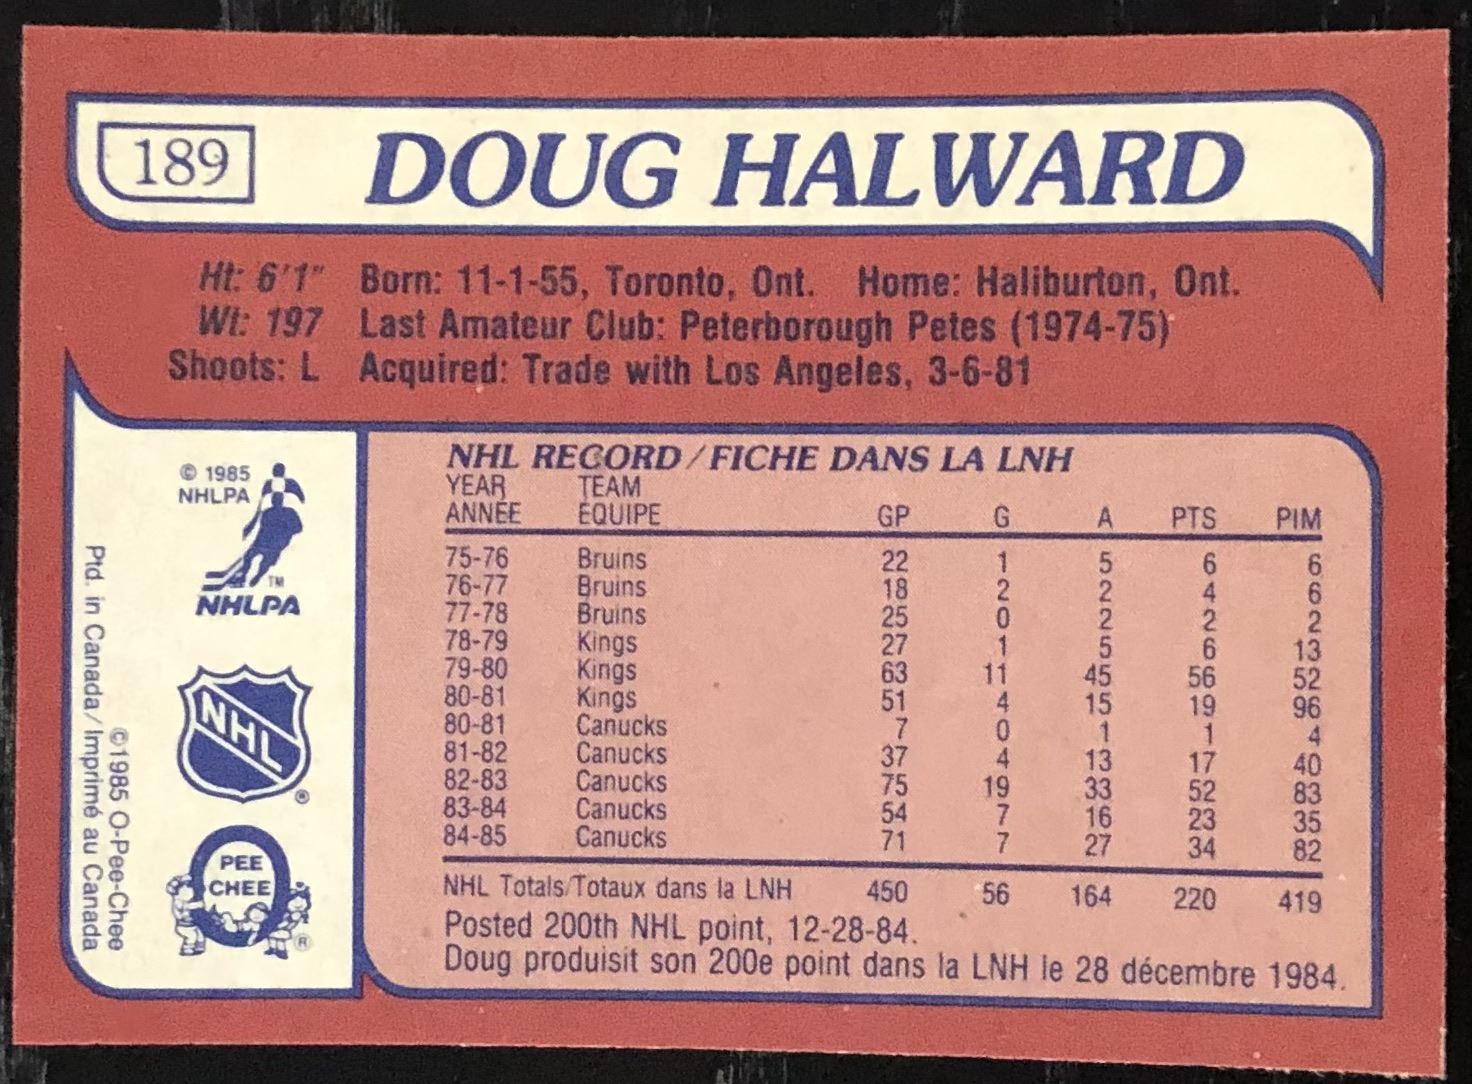 189 DOUG HALWARD
Ht: 6'1" Born: 11-1-55, Toronto, Ont. Home: Haliburton, Ont.
Wt: 197 Last Amateur Club: Peterborough Petes (1974-75)
Shoots: L Acquired: Trade with Los Angeles, 3-6-81
© 1985
NHLPA
TM
NHLPA
NHL
®
PEE
CHEE
®
©1985 O-Pee-Chee
Ptd. in Canada/Imprimé au Canada
NHL RECORD/FICHE DANS LA LNH
YEAR TEAM
ANNÉE ÉQUIPE GP G A PTS PIM
75-76 Bruins 22 1 5 6 6
76-77 Bruins 18 2 2 4 6
77-78 Bruins 25 0 2 2 2
78-79 Kings 27 1 5 6 13
79-80 Kings 63 11 45 56 52
80-81 Kings 51 4 15 19 96
80-81 Canucks 7 0 1 1 4
81-82 Canucks 37 4 13 17 40
82-83 Canucks 75 19 33 52 83
83-84 Canucks 54 7 16 23 35
84-85 Canucks 71 7 27 34 82
NHL Totals/Totaux dans la LNH 450 56 164 220 419
Posted 200th NHL point, 12-28-84.
Doug produisit son 200e point dans la LNH le 28 décembre 1984.